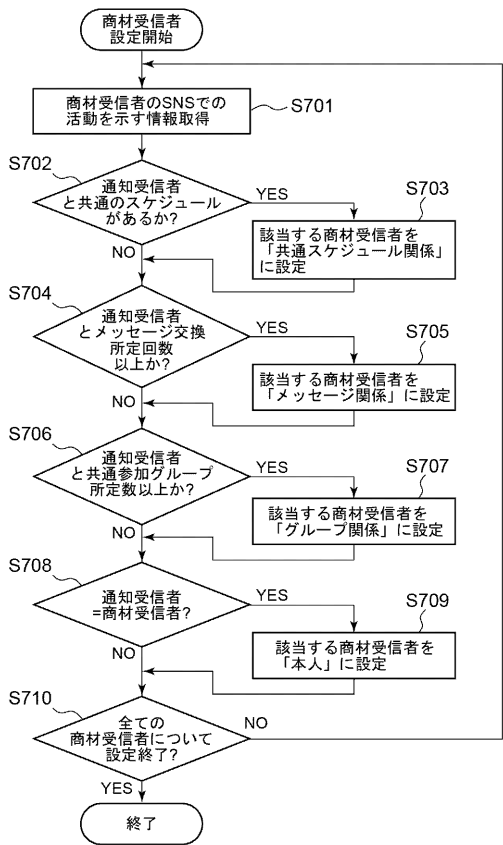 商材受信者
設定開始
商材受信者のSNSでの
活動を示す情報取得
S701
S702
通知受信者
と共通のスケジュール
があるか?
YES
NO
S703
該当する商材受信者を
「共通スケジュール関係」
に設定
S704
通知受信者
とメッセージ交換
所定回数
以上か?
YES
NO
S705
該当する商材受信者を
「メッセージ関係」に設定
S706
通知受信者
と共通参加グループ
所定数以上か?
YES
NO
S707
該当する商材受信者を
「グループ関係」に設定
S708
通知受信者
=商材受信者?
YES
NO
S709
該当する商材受信者を
「本人」に設定
S710
全ての
商材受信者について
設定終了?
NO
YES
終了